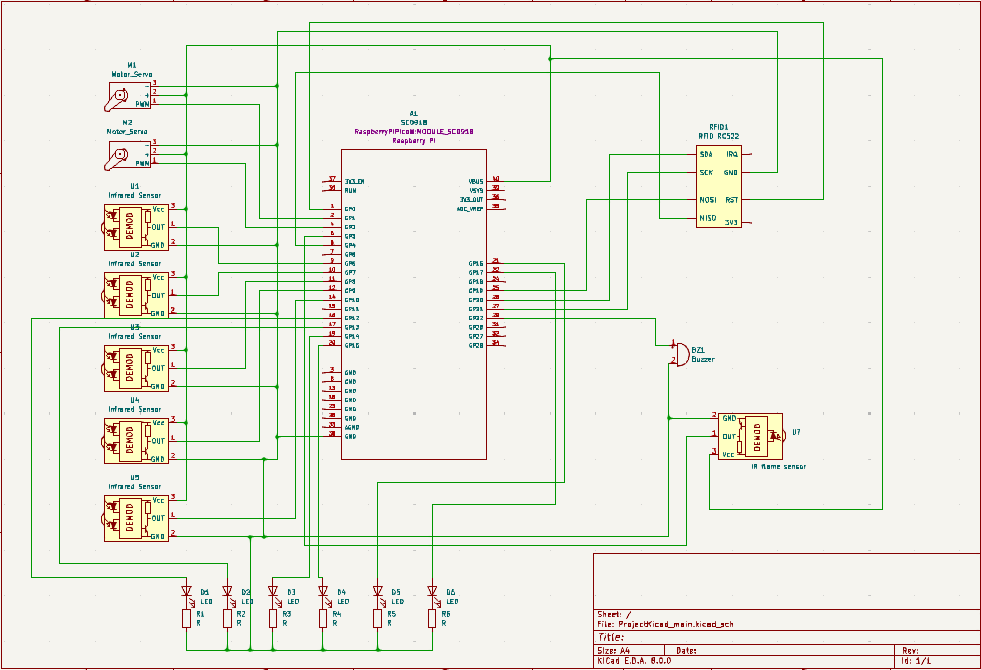 M1
Motor_Servo
3
2
1
PWM
M2
Motor_Servo
3
2
1
PWM
A1
SC0918
RaspberryPiPicoW:MODULE_SC0918
Raspberry Pi
37 3V3_EN
30 RUN
1 GP0
2 GP1
4 GP2
5 GP3
6 GP4
7 GP5
9 GP6
10 GP7
11 GP8
12 GP9
14 GP10
15 GP11
16 GP12
17 GP13
19 GP14
20 GP15
3 GND
8 GND
13 GND
18 GND
23 GND
28 GND
33 AGND
38 GND
VBUS 40
VSYS 39
3V3_OUT 36
ADC_VREF 35
GP16 21
GP17 22
GP18 24
GP19 25
GP20 26
GP21 27
GP22 29
GP26 31
GP27 32
GP28 34
RFID1
RFID RC522
SDA IRQ
SCK GND
MOSI RST
MISO
3V3
U1
Infrared Sensor
DEMOD
Vcc 3
OUT 1
GND 2
U2
Infrared Sensor
DEMOD
Vcc 3
OUT 1
GND 2
U3
Infrared Sensor
DEMOD
Vcc 3
OUT 1
GND 2
U4
Infrared Sensor
DEMOD
Vcc 3
OUT 1
GND 2
U5
Infrared Sensor
DEMOD
Vcc 3
OUT 1
GND 2
1
2
BZ1
Buzzer
2 GND
1 OUT
3 Vcc
DEMOD
U7
IR flame sensor
D1
LED
D2
LED
D3
LED
D4
LED
D5
LED
D6
LED
R1
R
R2
R
R3
R
R4
R
R5
R
R6
R
Sheet: /
File: ProjectKicad_main.kicad_sch
Title:
Size: A4
Date:
Rev:
KiCad E.D.A. 8.0.0
Id: 1/1